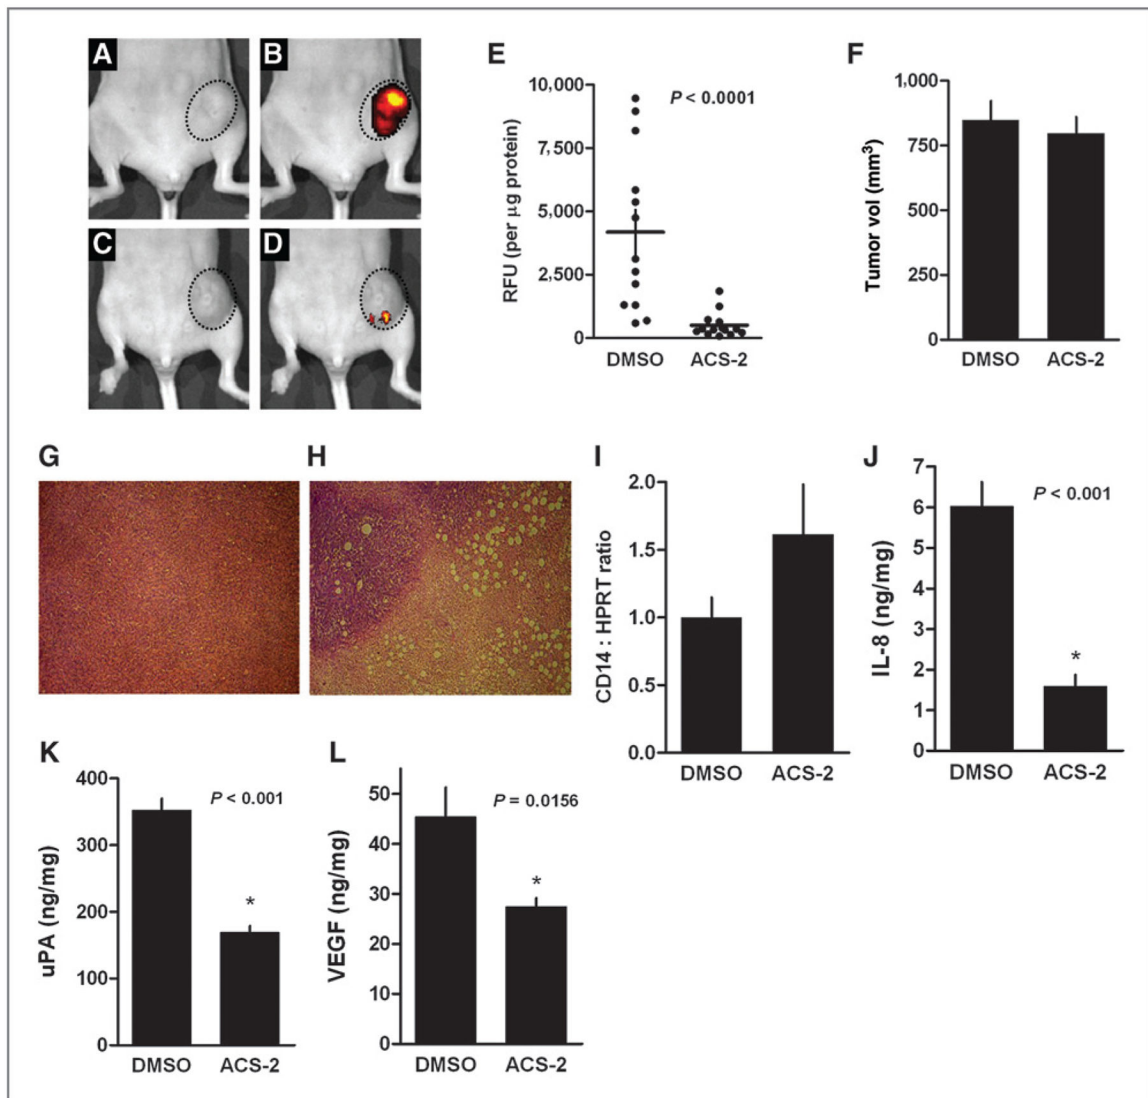 A
B
C
D
E
10,000
7,500
5,000
2,500
0
RFU (per μg protein)
P < 0.0001
DMSO ACS-2
F
1,000
750
500
250
0
Tumor vol (mm³)
DMSO ACS-2
G
H
I
2.0
1.5
1.0
0.5
0.0
CD14 : HPRT ratio
DMSO ACS-2
J
7
6
5
4
3
2
1
0
IL-8 (ng/mg)
P < 0.001
*
DMSO ACS-2
K
400
300
200
100
0
uPA (ng/mg)
P < 0.001
*
DMSO ACS-2
L
50
40
30
20
10
0
VEGF (ng/mg)
P = 0.0156
*
DMSO ACS-2